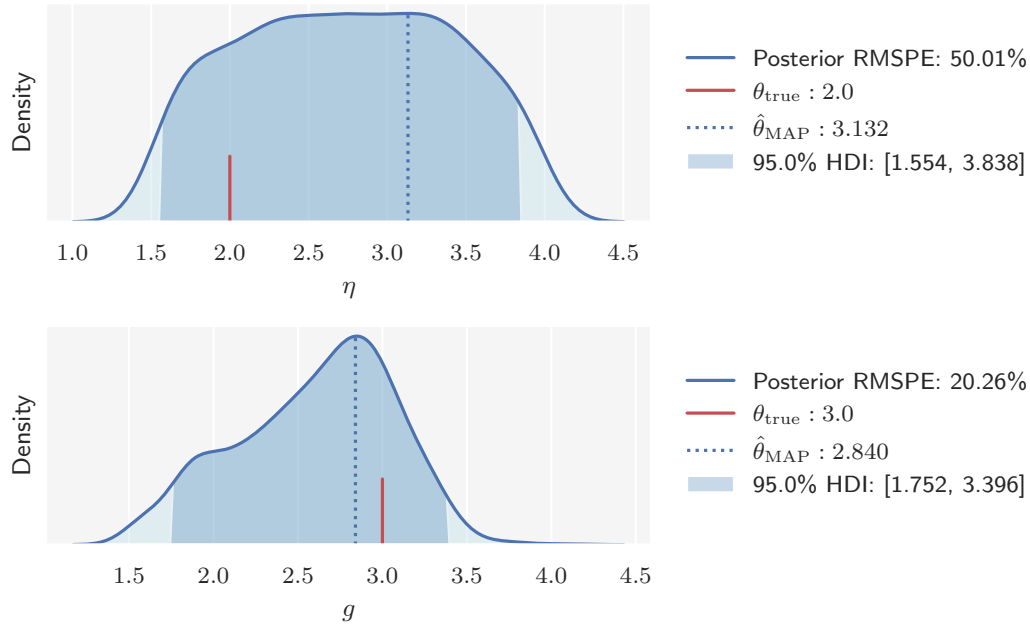 Density
1.0 1.5 2.0 2.5 3.0 3.5 4.0 4.5
η
Posterior RMSPE: 50.01%
θ_true : 2.0
θ̂_MAP : 3.132
95.0% HDI: [1.554, 3.838]
Density
1.5 2.0 2.5 3.0 3.5 4.0 4.5
g
Posterior RMSPE: 20.26%
θ_true : 3.0
θ̂_MAP : 2.840
95.0% HDI: [1.752, 3.396]